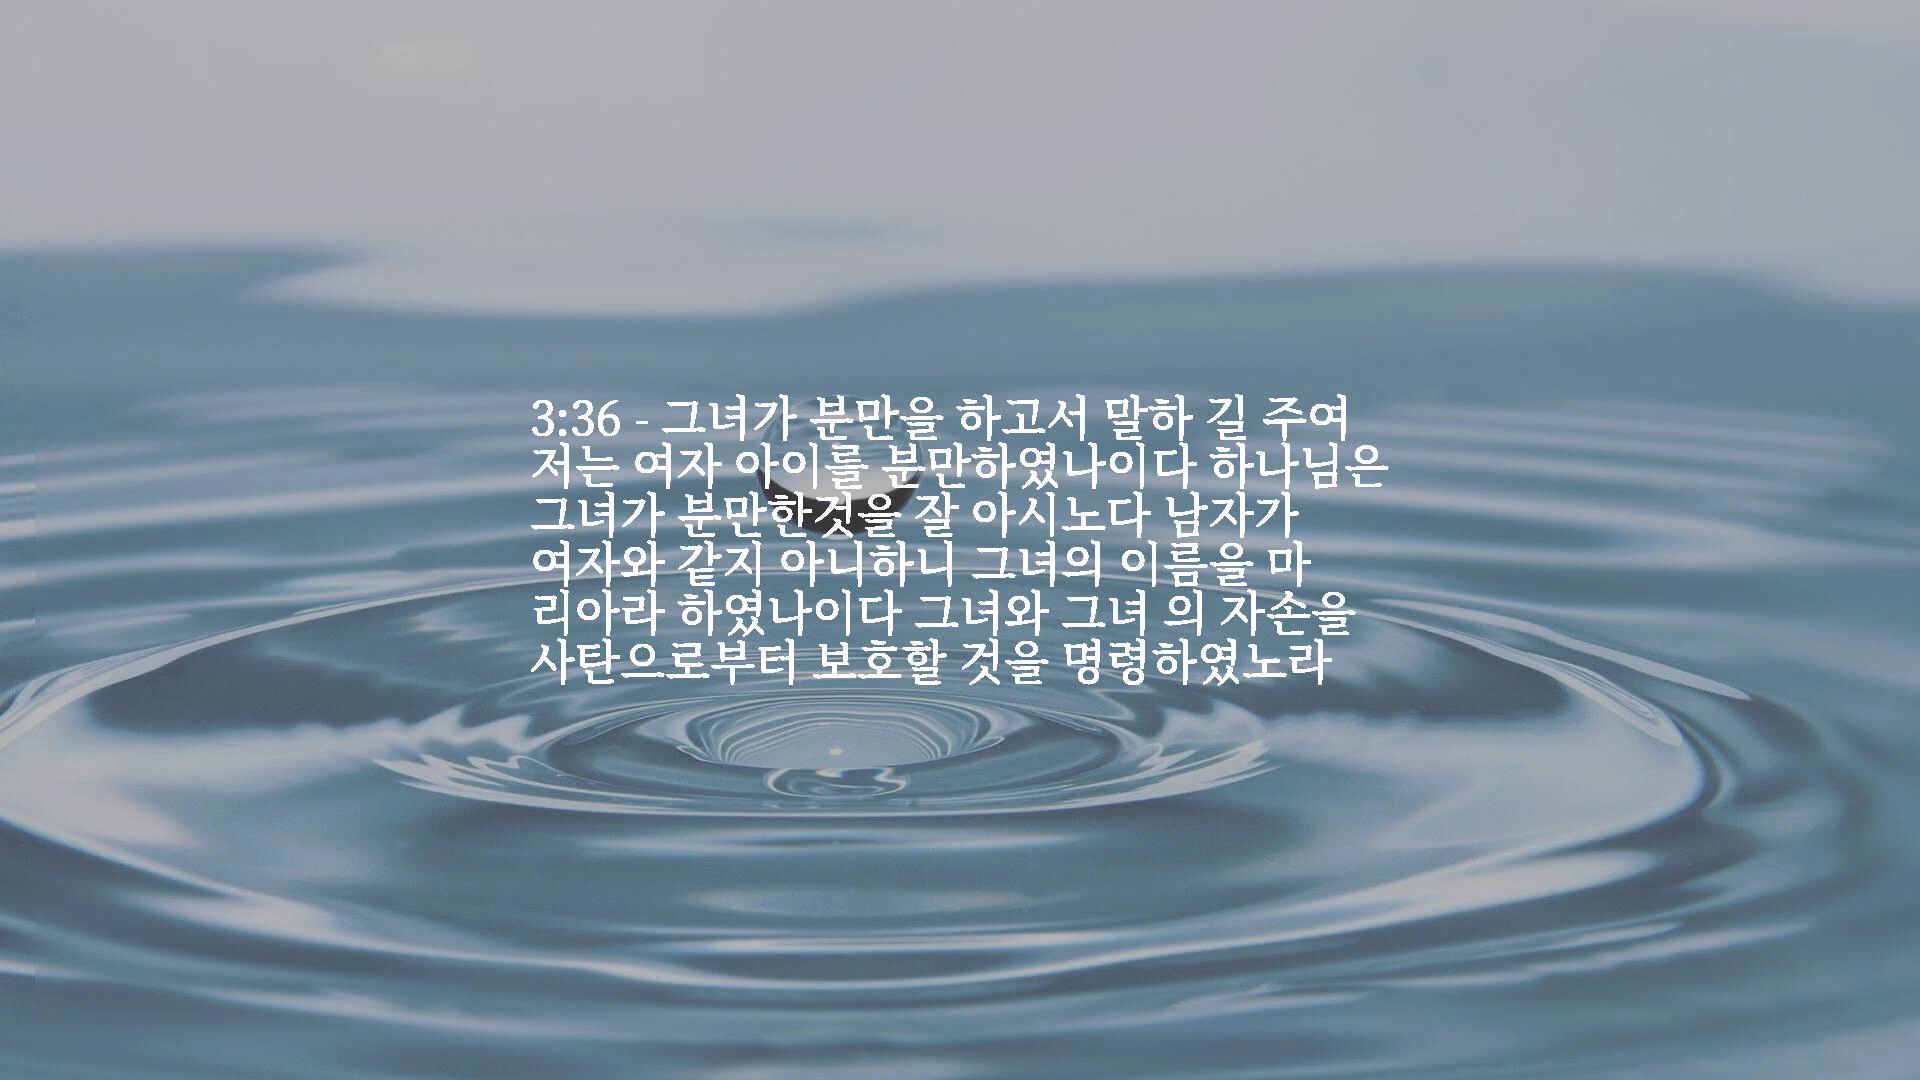 3:36 - 그녀가 분만을 하고서 말하 길 주여
저는 여자 아이를 분만하였나이다 하나님은
그녀가 분만한것을 잘 아시노다 남자가
여자와 같지 아니하니 그녀의 이름을 마
리아라 하였나이다 그녀와 그녀 의 자손을
사탄으로부터 보호할 것을 명령하였노라